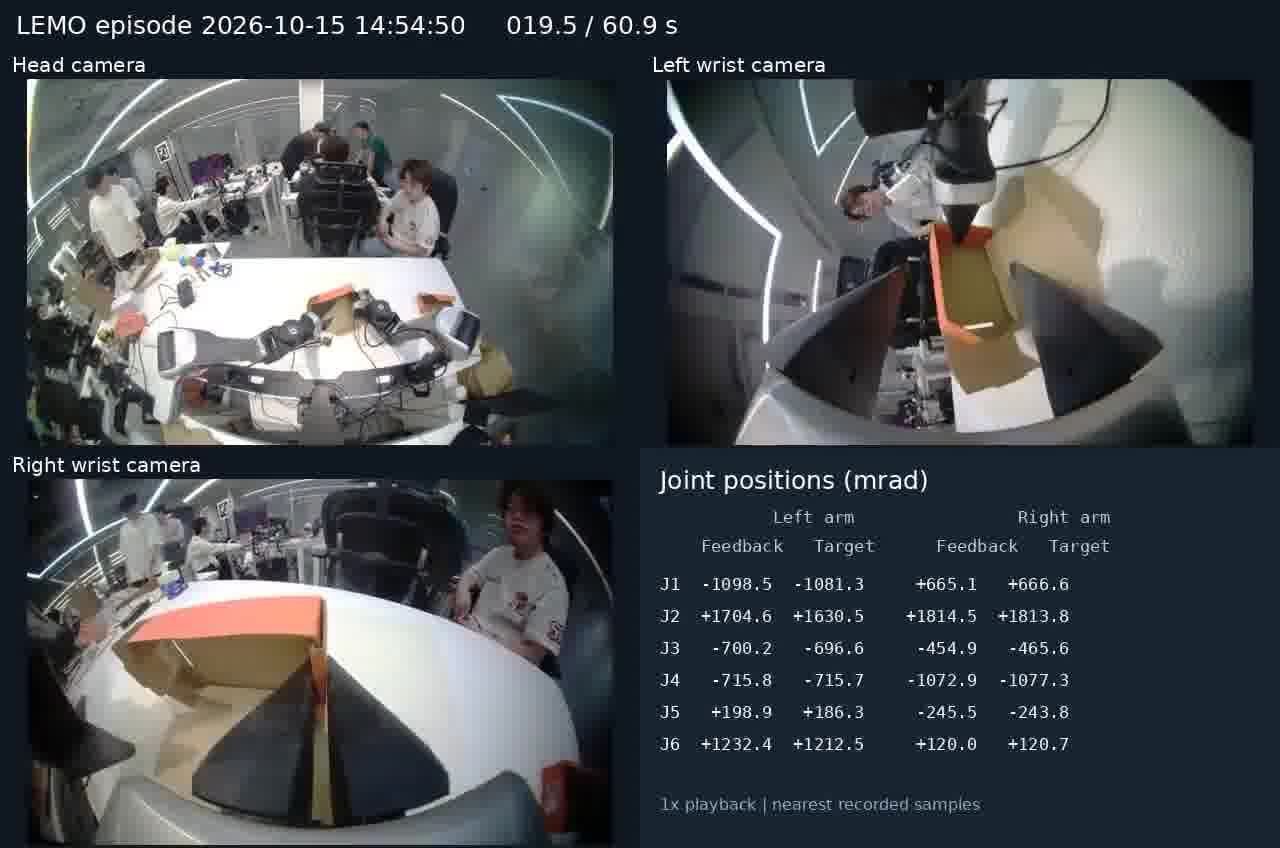 LEMO episode 2026-10-15 14:54:50 019.5 / 60.9 s
Head camera
Left wrist camera
Right wrist camera
Joint positions (mrad)
Left arm Right arm
Feedback Target Feedback Target
J1 -1098.5 -1081.3 +665.1 +666.6
J2 +1704.6 +1630.5 +1814.5 +1813.8
J3 -700.2 -696.6 -454.9 -465.6
J4 -715.8 -715.7 -1072.9 -1077.3
J5 +198.9 +186.3 -245.5 -243.8
J6 +1232.4 +1212.5 +120.0 +120.7
1x playback | nearest recorded samples